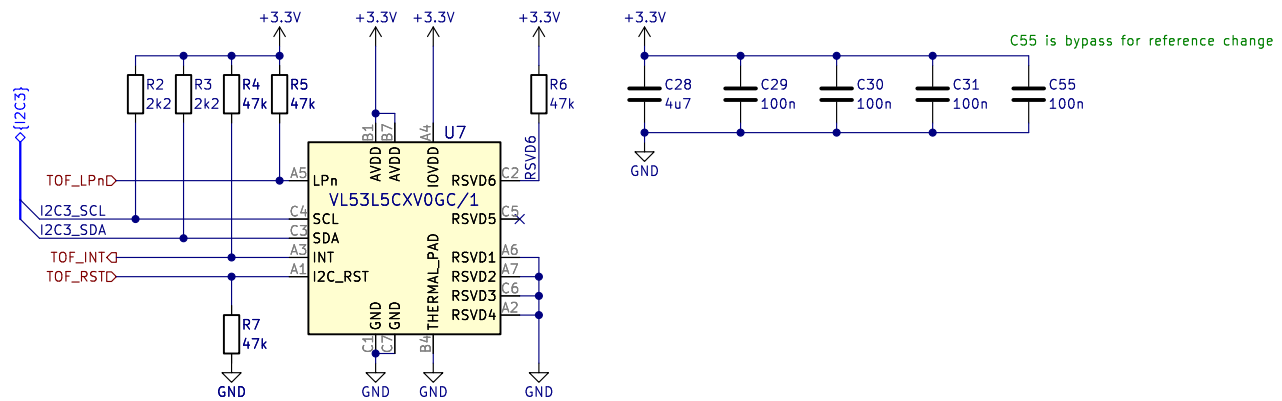 +3.3V
+3.3V
+3.3V
+3.3V
+3.3V
C55 is bypass for reference change
{I2C3}
R2
2k2
R3
2k2
R4
47k
R5
47k
R6
47k
C28
4u7
C29
100n
C30
100n
C31
100n
C55
100n
GND
U7
B1
B7
A4
AVDD
AVDD
IOVDD
RSVD6
TOF_LPn
A5
LPn
RSVD6
C2
VL53L5CXV0GC/1
I2C3_SCL
C4
SCL
RSVD5
C5
I2C3_SDA
C3
SDA
TOF_INT
A3
INT
RSVD1
A6
TOF_RST
A1
I2C_RST
RSVD2
A7
RSVD3
C6
RSVD4
A2
GND
GND
THERMAL_PAD
C1
C7
B4
R7
47k
GND
GND
GND
GND